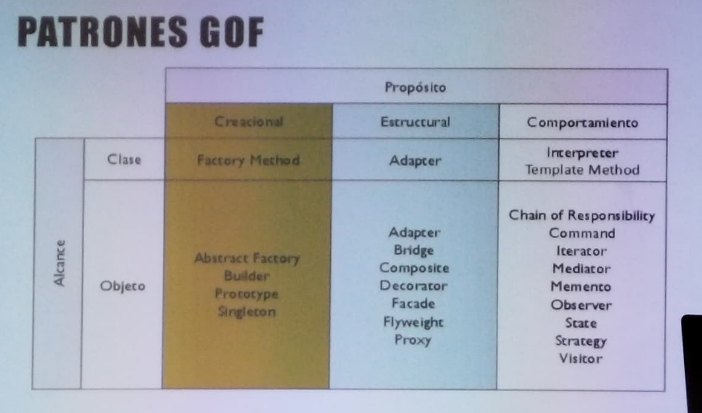 PATRONES GOF
Propósito
Creacional Estructural Comportamiento
Alcance
Clase
Factory Method
Adapter
Interpreter
Template Method
Objeto
Abstract Factory
Builder
Prototype
Singleton
Adapter
Bridge
Composite
Decorator
Facade
Flyweight
Proxy
Chain of Responsibility
Command
Iterator
Mediator
Memento
Observer
State
Strategy
Visitor